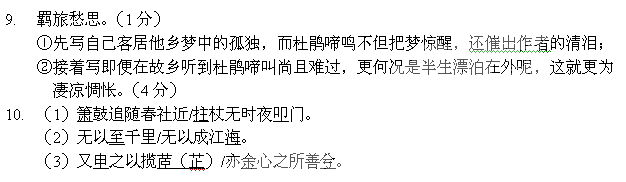 9. 羁旅愁思。（1分）
①先写自己客居他乡梦中的孤独，而杜鹃啼鸣不但把梦惊醒，还催出作者的清泪；
②接着写即便在故乡听到杜鹃啼叫尚且难过，更何况是半生漂泊在外呢，这就更为
凄凉惆怅。（4分）
10. （1）箫鼓追随春社近/拄杖无时夜叩门。
（2）无以至千里/无以成江海。
（3）又申之以揽茝（芷）/亦余心之所善兮。